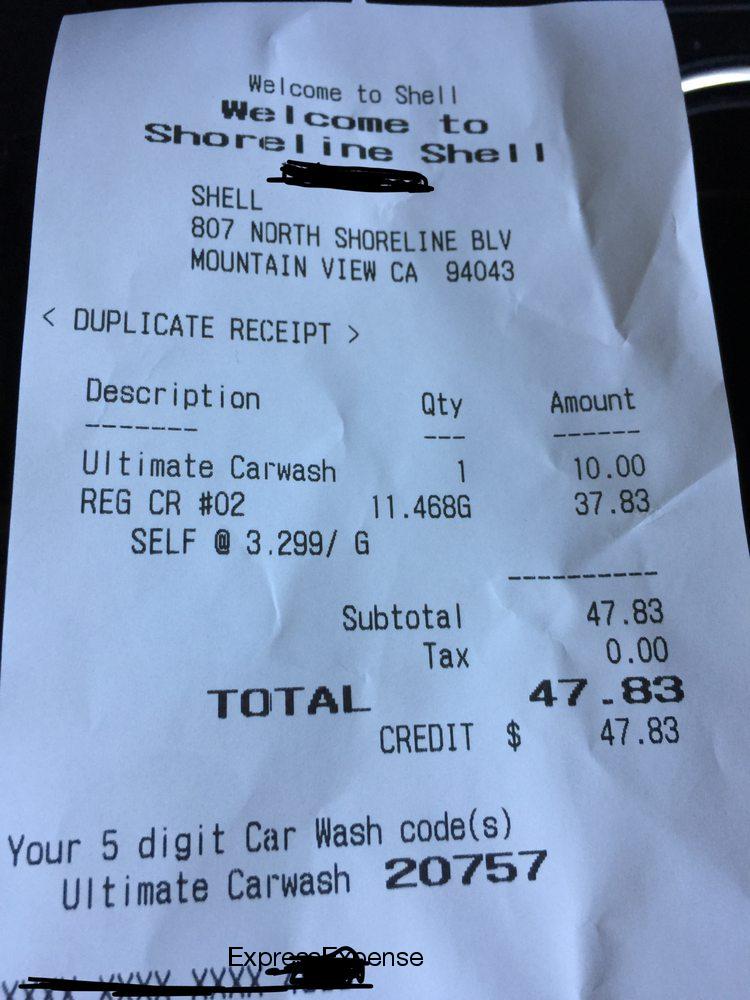 Welcome to Shell
Welcome to
Shoreline Shell
SHELL
807 NORTH SHORELINE BLV
MOUNTAIN VIEW CA 94043
< DUPLICATE RECEIPT >
Description Qty Amount
------- --- ------
Ultimate Carwash 1 10.00
REG CR #02 11.468G 37.83
SELF @ 3.299/ G
----------
Subtotal 47.83
Tax 0.00
TOTAL 47.83
CREDIT $ 47.83
Your 5 digit Car Wash code(s)
Ultimate Carwash 20757
ExpressExpense
XXXX XXXX XXXX